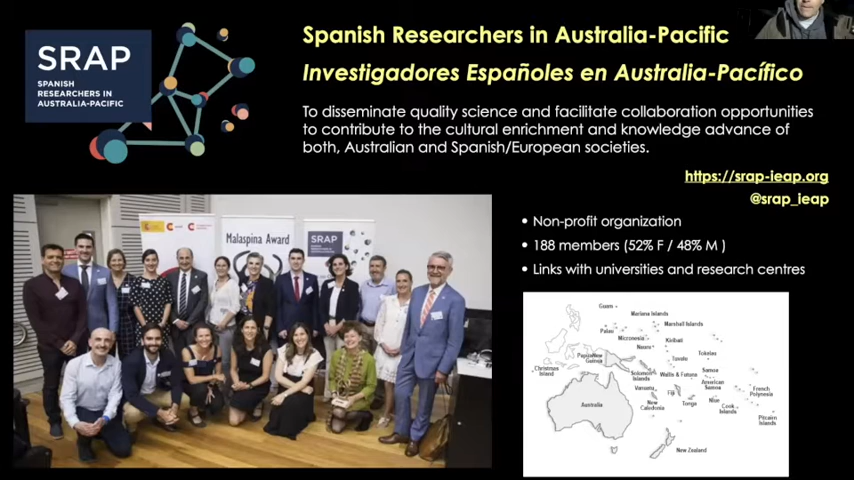 SRAP
SPANISH
RESEARCHERS IN
AUSTRALIA-PACIFIC
Spanish Researchers in Australia-Pacific
Investigadores Españoles en Australia-Pacífico
To disseminate quality science and facilitate collaboration opportunities
to contribute to the cultural enrichment and knowledge advance of
both, Australian and Spanish/European societies.
https://srap-ieap.org
@srap_ieap
• Non-profit organization
• 188 members (52% F / 48% M )
• Links with universities and research centres
Malaspina Award
SRAP
Guam
Mariana Islands
Marshall Islands
Palau
Micronesia
Kiribati
Nauru
Papua New
Guinea
Tuvalu
Tokelau
Christmas
Island
Solomon
Islands
Wallis & Futuna
Samoa
American
Samoa
Vanuatu
Fiji
French
Polynesia
Australia
New
Caledonia
Tonga
Niue
Cook
Islands
Pitcairn
Islands
New Zealand